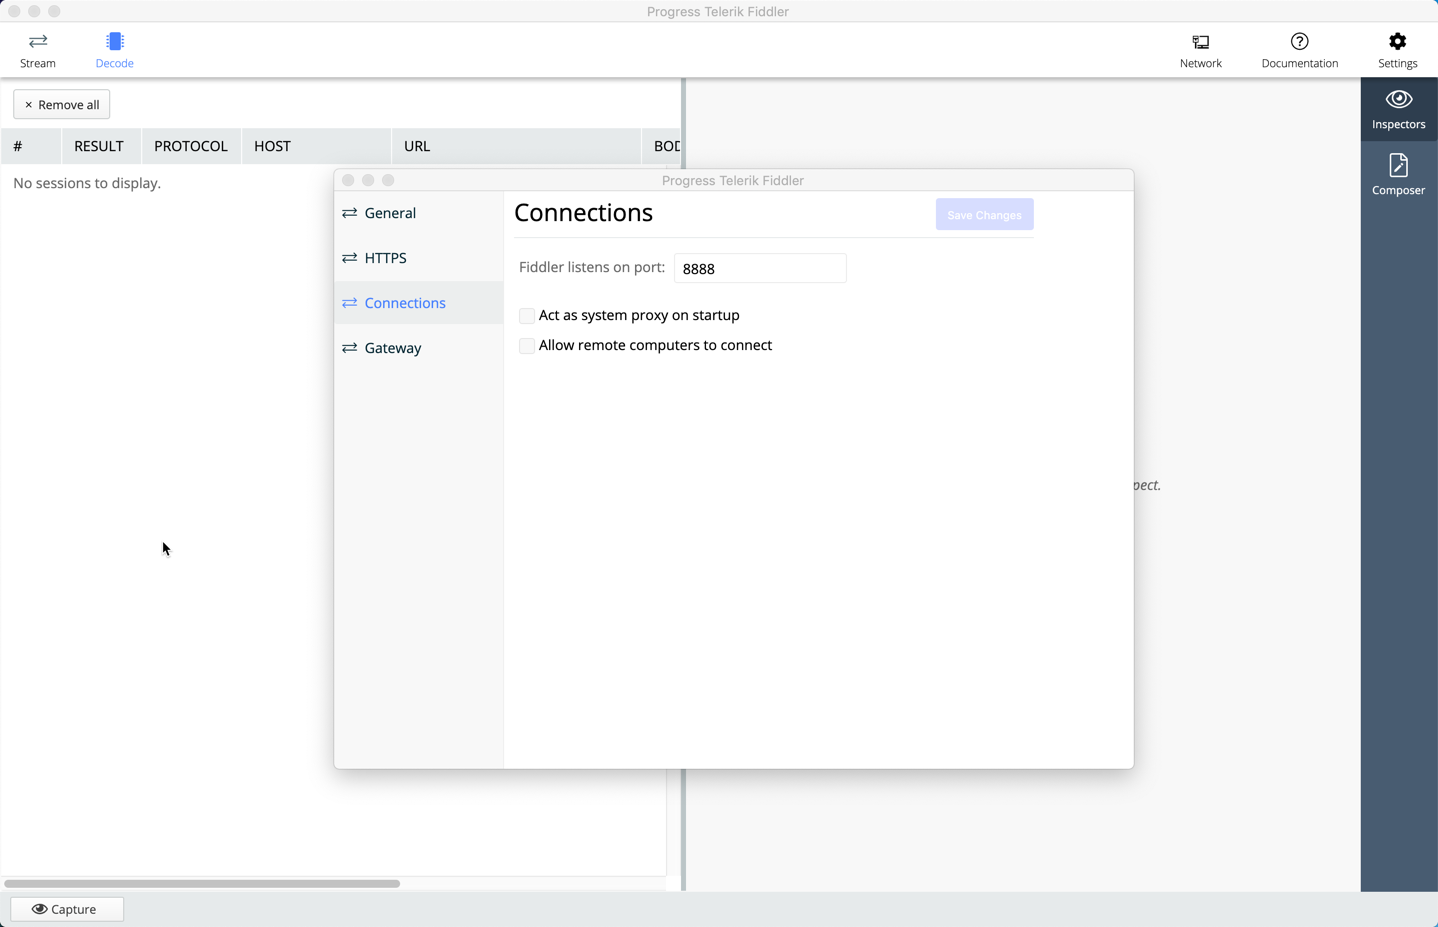 Progress Telerik Fiddler
Stream
Decode
Network
Documentation
Settings
× Remove all
#
RESULT
PROTOCOL
HOST
URL
BOD
No sessions to display.
Progress Telerik Fiddler
General
HTTPS
Connections
Gateway
Connections
Save Changes
Fiddler listens on port:
8888
Act as system proxy on startup
Allow remote computers to connect
pect.
Inspectors
Composer
Capture